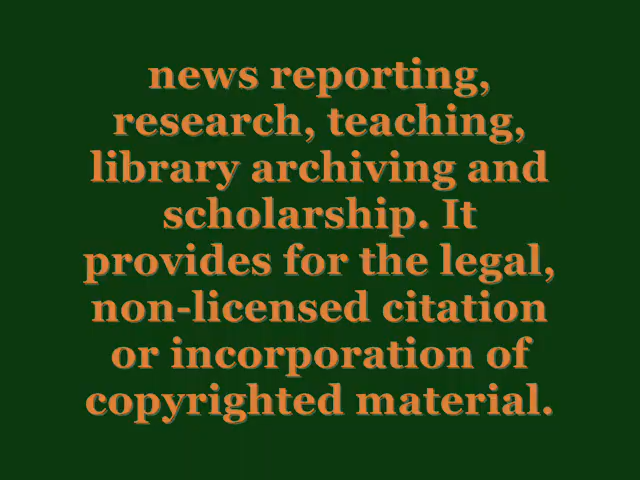 news reporting,
research, teaching,
library archiving and
scholarship. It
provides for the legal,
non-licensed citation
or incorporation of
copyrighted material.